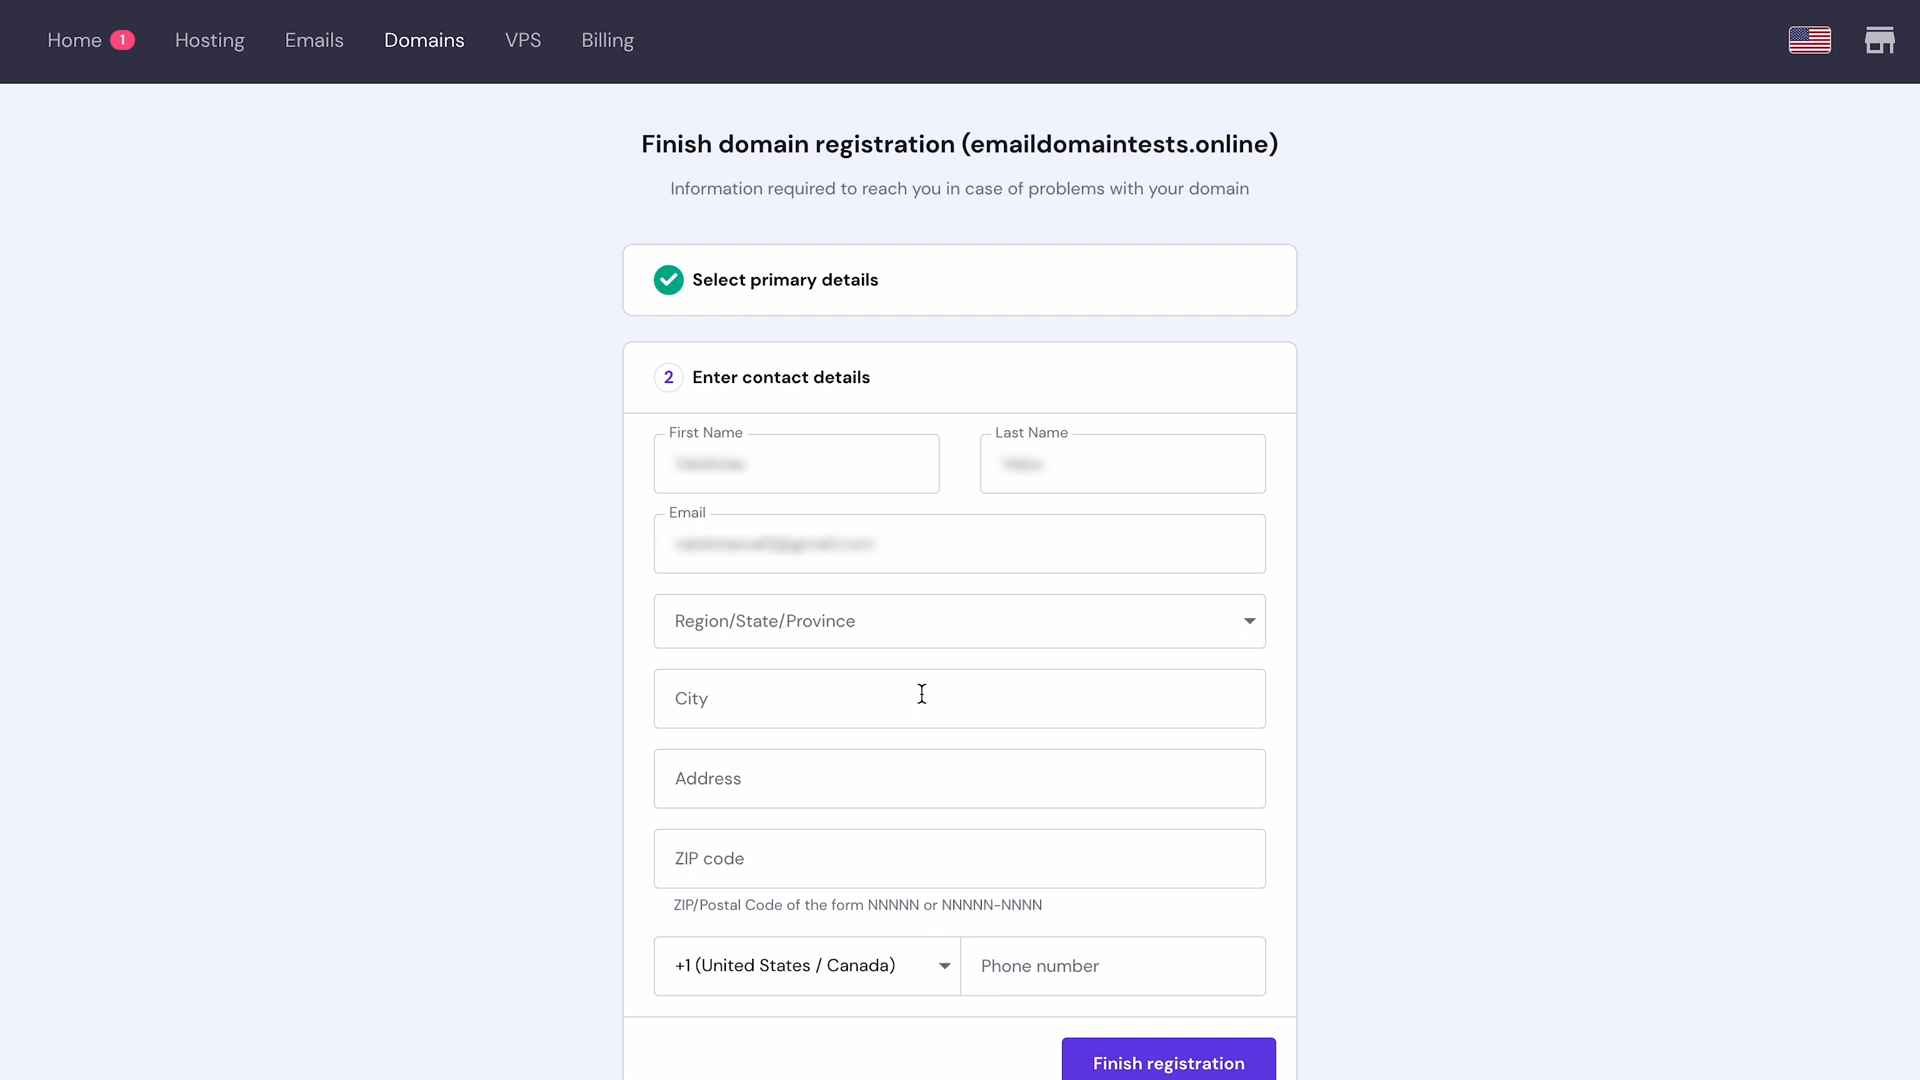 Home 1 Hosting Emails Domains VPS Billing
Finish domain registration (emaildomaintests.online)
Information required to reach you in case of problems with your domain
Select primary details
2 Enter contact details
First Name Last Name
Email
Region/State/Province
City
Address
ZIP code
ZIP/Postal Code of the form NNNNN or NNNNN-NNNN
+1 (United States / Canada) Phone number
Finish registration